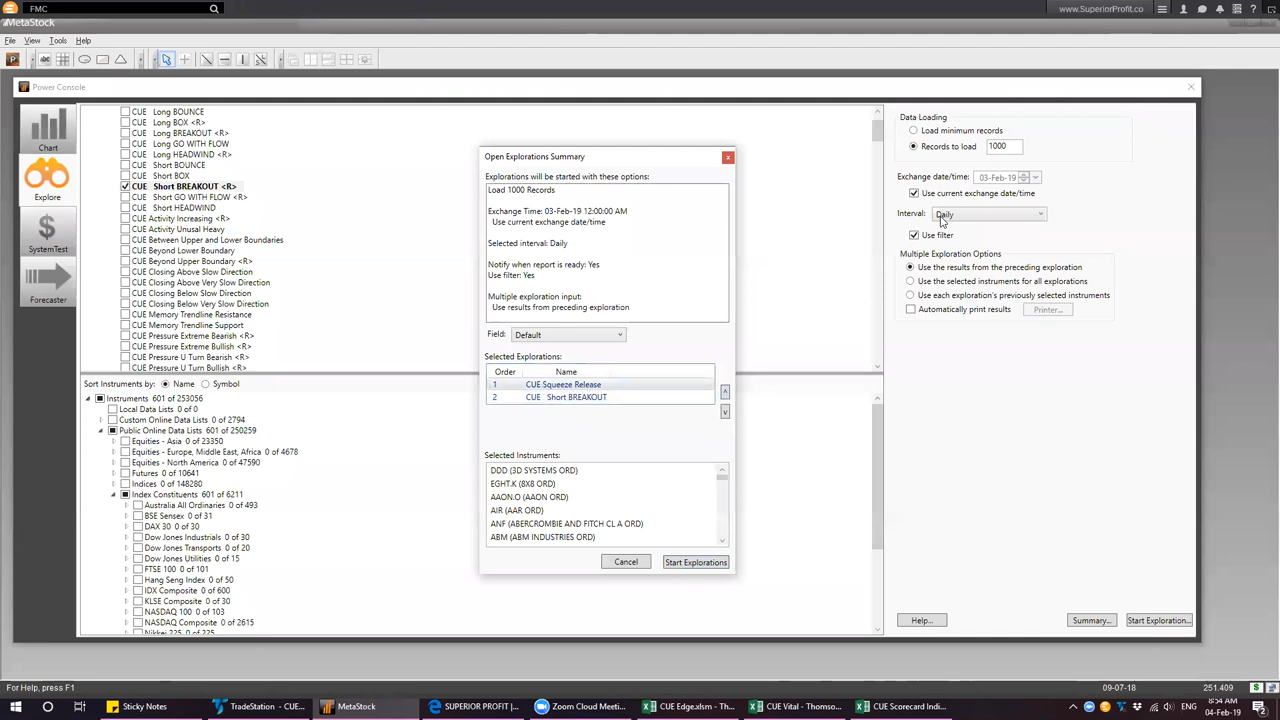 FMC
www.SuperiorProfit.co
MetaStock
File View Tools Help
P
abc
Power Console
Chart
Explore
SystemTest
Forecaster
CUE Long BOUNCE
CUE Long BOX <R>
CUE Long BREAKOUT <R>
CUE Long GO WITH FLOW
CUE Long HEADWIND <R>
CUE Short BOUNCE
CUE Short BOX
CUE Short BREAKOUT <R>
CUE Short GO WITH FLOW <R>
CUE Short HEADWIND
CUE Activity Increasing <R>
CUE Activity Unusual Heavy
CUE Between Upper and Lower Boundaries
CUE Beyond Lower Boundary
CUE Beyond Upper Boundary <R>
CUE Closing Above Slow Direction
CUE Closing Above Very Slow Direction
CUE Closing Below Slow Direction
CUE Closing Below Very Slow Direction
CUE Memory Trendline Resistance
CUE Memory Trendline Support
CUE Pressure Extreme Bearish <R>
CUE Pressure Extreme Bullish <R>
CUE Pressure U Turn Bearish <R>
CUE Pressure U Turn Bullish <R>
Sort Instruments by: Name Symbol
Instruments 601 of 253056
Local Data Lists 0 of 0
Custom Online Data Lists 0 of 2794
Public Online Data Lists 601 of 250259
Equities - Asia 0 of 23350
Equities - Europe, Middle East, Africa 0 of 4678
Equities - North America 0 of 47590
Futures 0 of 10641
Indices 0 of 148280
Index Constituents 601 of 6211
Australia All Ordinaries 0 of 493
BSE Sensex 0 of 31
DAX 30 0 of 30
Dow Jones Industrials 0 of 30
Dow Jones Transports 0 of 20
Dow Jones Utilities 0 of 15
FTSE 100 0 of 101
Hang Seng Index 0 of 50
IDX Composite 0 of 600
KLSE Composite 0 of 30
NASDAQ 100 0 of 103
NASDAQ Composite 0 of 2615
Nikkei 225 0 of 225
Open Explorations Summary
Explorations will be started with these options:
Load 1000 Records
Exchange Time: 03-Feb-19 12:00:00 AM
Use current exchange date/time
Selected interval: Daily
Notify when report is ready: Yes
Use filter: Yes
Multiple exploration input:
Use results from preceding exploration
Field: Default
Selected Explorations:
Order Name
1 CUE Squeeze Release
2 CUE Short BREAKOUT
Selected Instruments:
DDD (3D SYSTEMS ORD)
EGHT.K (8X8 ORD)
AAON.O (AAON ORD)
AIR (AAR ORD)
ANF (ABERCROMBIE AND FITCH CL A ORD)
ABM (ABM INDUSTRIES ORD)
Cancel Start Explorations
Data Loading
Load minimum records
Records to load 1000
Exchange date/time: 03-Feb-19
Use current exchange date/time
Interval: Daily
Use filter
Multiple Exploration Options
Use the results from the preceding exploration
Use the selected instruments for all explorations
Use each exploration's previously selected instruments
Automatically print results Printer...
Help... Summary... Start Exploration...
For Help, press F1
09-07-18 251.409
Sticky Notes
TradeStation - CUE...
MetaStock
SUPERIOR PROFIT | ...
Zoom Cloud Meeti...
CUE Edge.xlsm - Th...
CUE Vital - Thomso...
CUE Scorecard Indi...
8:54 AM
04-Feb-19